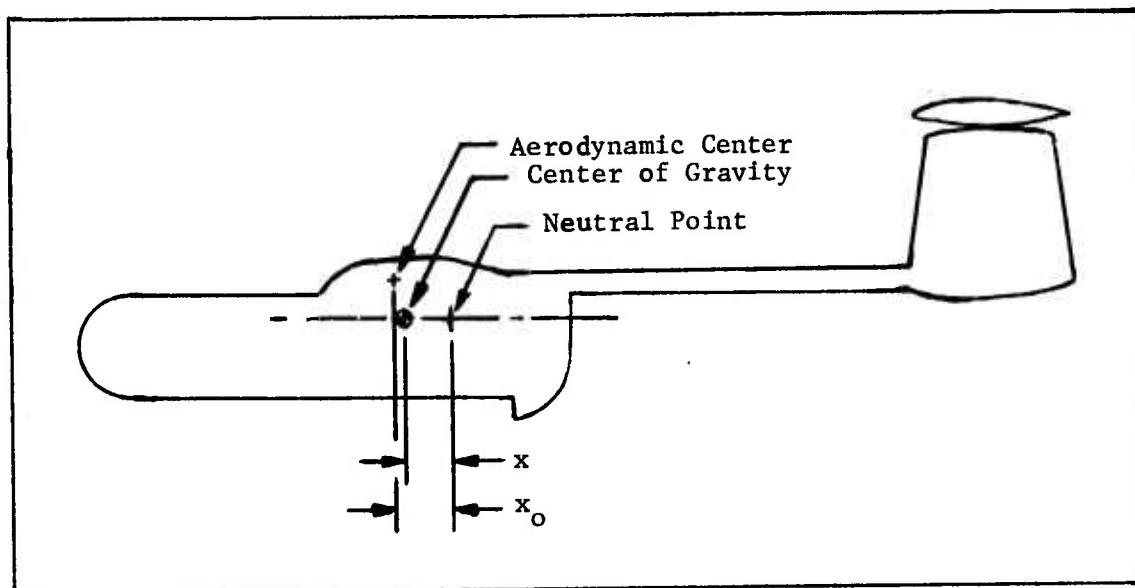 Aerodynamic Center
Center of Gravity
Neutral Point
x
x_o